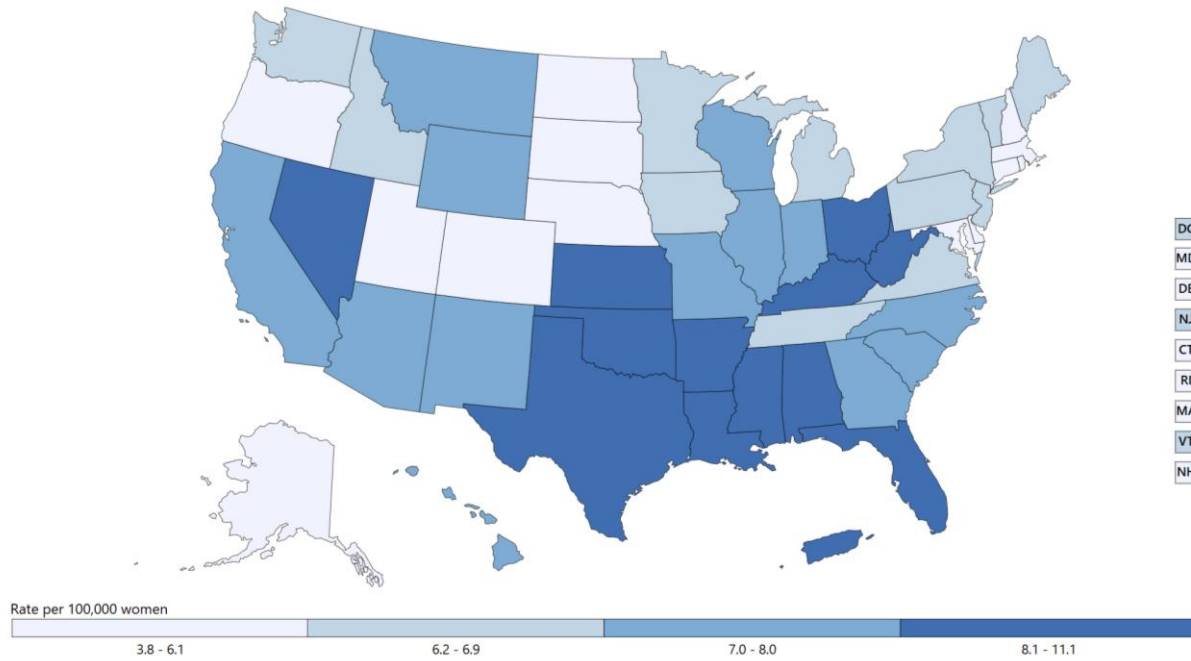 DC
MD
DE
NJ
CT
RI
MA
VT
NH
Rate per 100,000 women
3.8 - 6.1
6.2 - 6.9
7.0 - 8.0
8.1 - 11.1